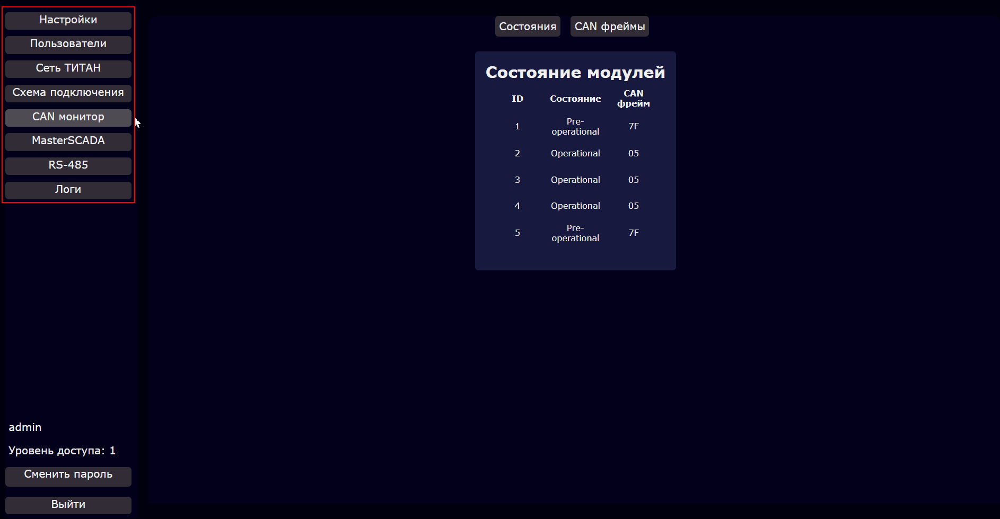 Настройки
Пользователи
Сеть ТИТАН
Схема подключения
CAN монитор
MasterSCADA
RS-485
Логи
admin
Уровень доступа: 1
Сменить пароль
Выйти
Состояния CAN фреймы
Состояние модулей
ID Состояние CAN фрейм
1 Pre-operational 7F
2 Operational 05
3 Operational 05
4 Operational 05
5 Pre-operational 7F